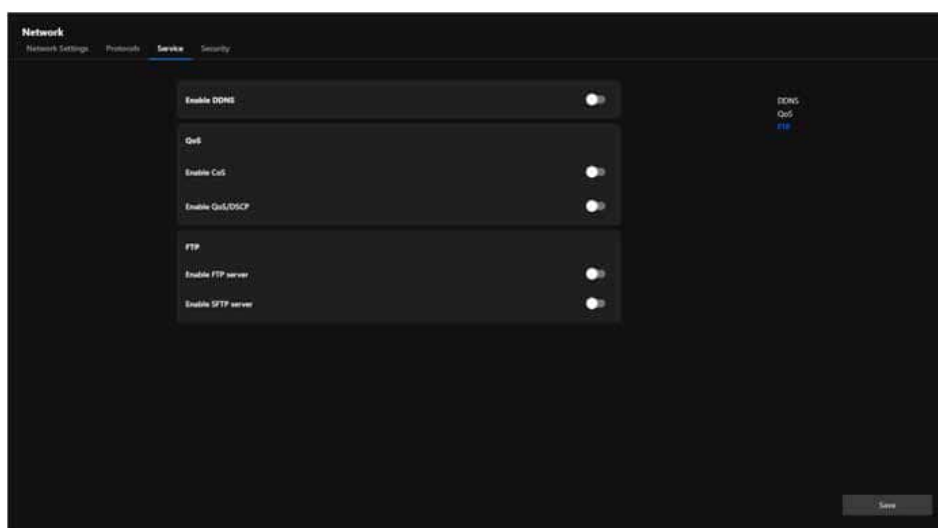 Network
Network Settings Protocols Service Security
Enable DDNS
QoS
Enable CoS
Enable QoS/DSCP
FTP
Enable FTP server
Enable SFTP server
DDNS
QoS
FTP
Save